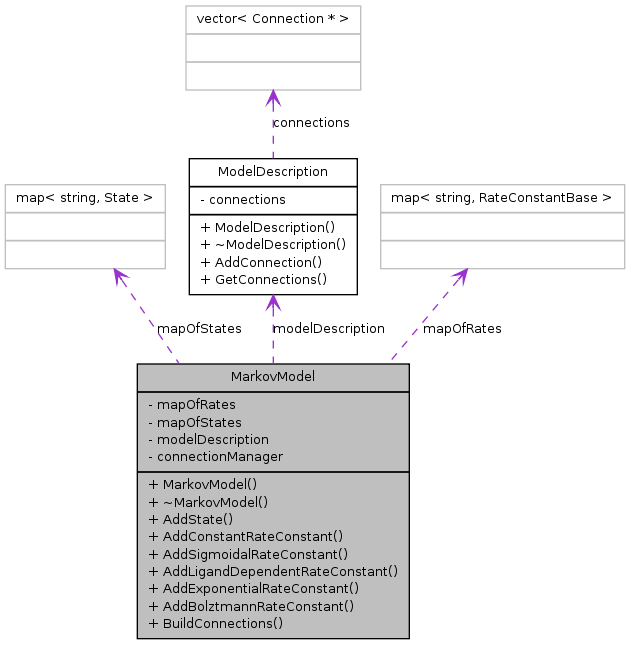 vector< Connection * >
connections
ModelDescription
- connections
+ ModelDescription()
+ ~ModelDescription()
+ AddConnection()
+ GetConnections()
map< string, State >
map< string, RateConstantBase >
mapOfStates
modelDescription
mapOfRates
MarkovModel
- mapOfRates
- mapOfStates
- modelDescription
- connectionManager
+ MarkovModel()
+ ~MarkovModel()
+ AddState()
+ AddConstantRateConstant()
+ AddSigmoidalRateConstant()
+ AddLigandDependentRateConstant()
+ AddExponentialRateConstant()
+ AddBolztmannRateConstant()
+ BuildConnections()